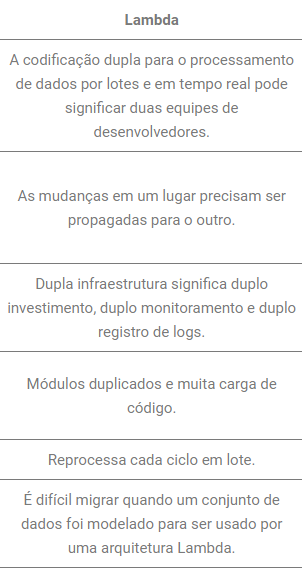 Lambda
A codificação dupla para o processamento
de dados por lotes e em tempo real pode
significar duas equipes de
desenvolvedores.
As mudanças em um lugar precisam ser
propagadas para o outro.
Dupla infraestrutura significa duplo
investimento, duplo monitoramento e duplo
registro de logs.
Módulos duplicados e muita carga de
código.
Reprocessa cada ciclo em lote.
É difícil migrar quando um conjunto de
dados foi modelado para ser usado por
uma arquitetura Lambda.